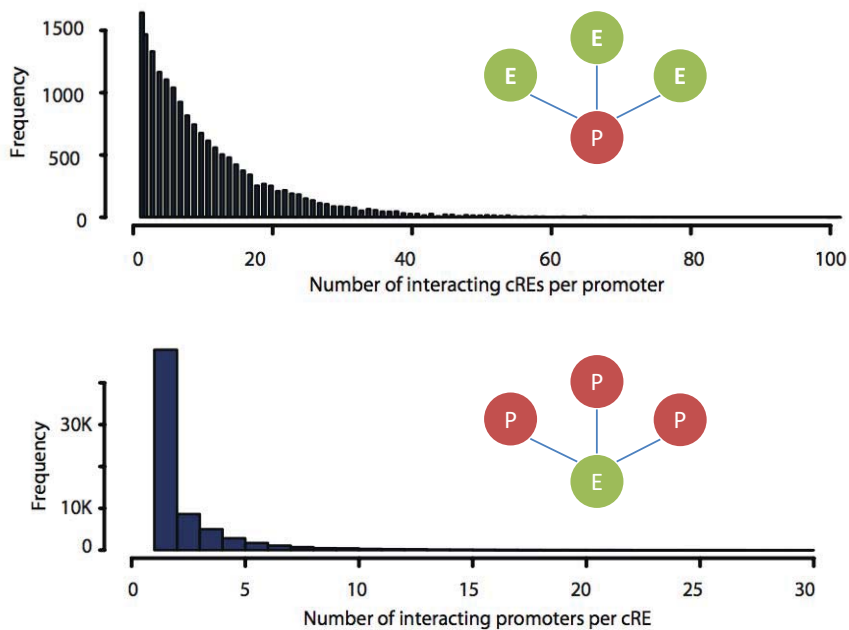 Frequency
1500
1000
500
0
0 20 40 60 80 100
Number of interacting cREs per promoter
E
E E
P
Frequency
30K
10K
0
0 5 10 15 20 25 30
Number of interacting promoters per cRE
P
P P
E